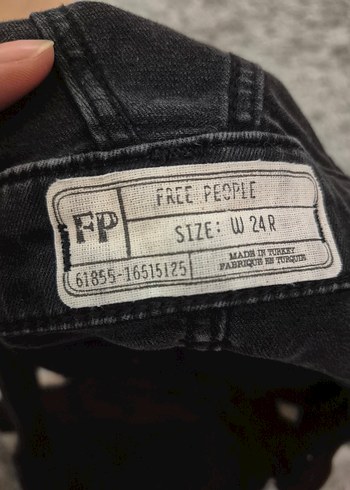 FP
FREE PEOPLE
SIZE: W 24R
61855-16515125
MADE IN TURKEY
FABRIQUE EN TURQUIE